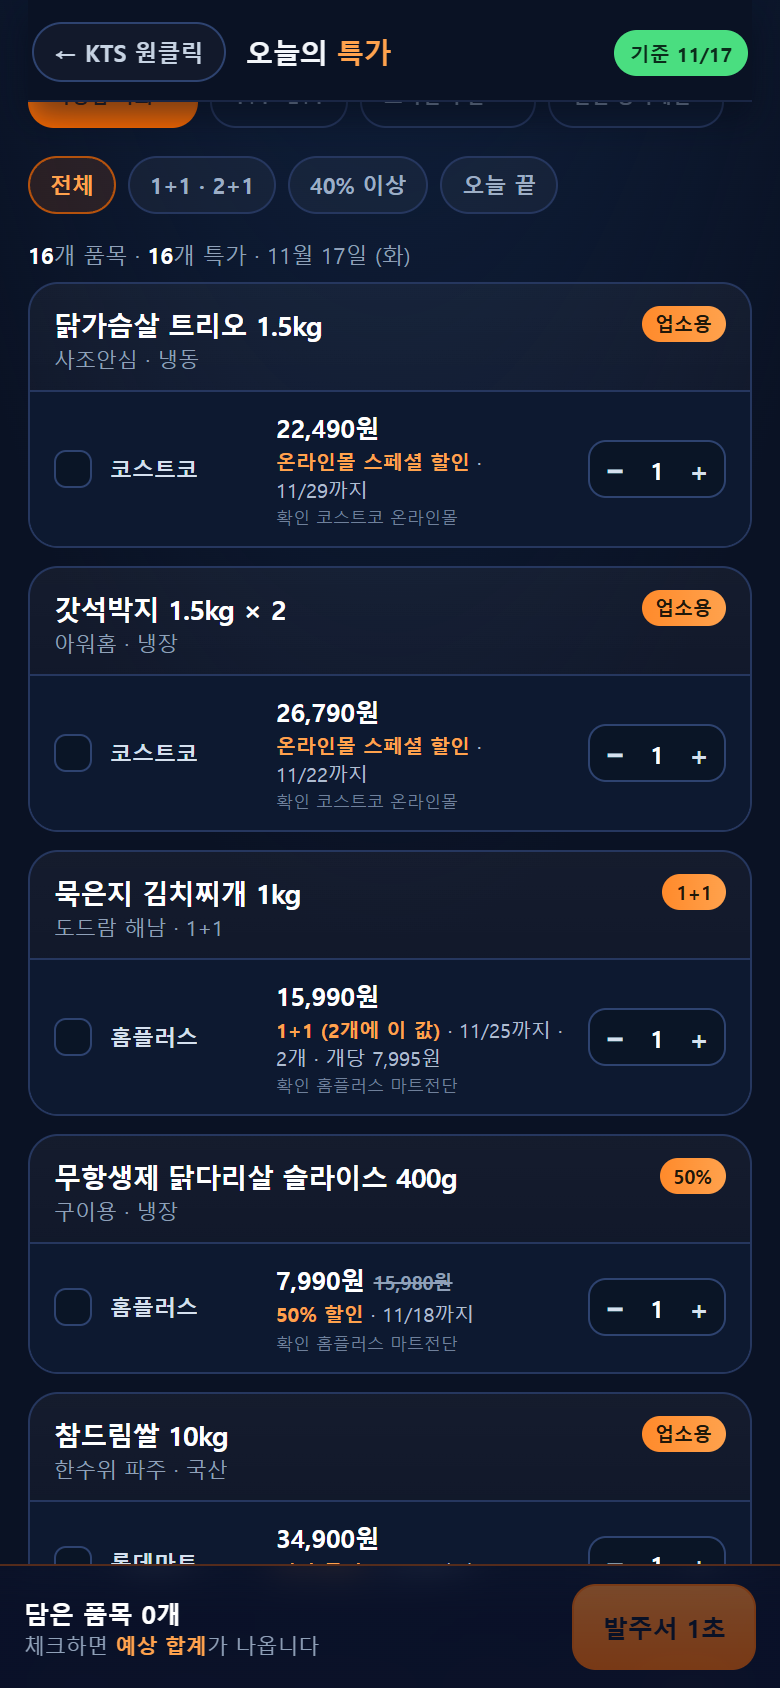 ← KTS 원클릭
오늘의 특가
기준 11/17
전체
1+1 · 2+1
40% 이상
오늘 끝
16개 품목 · 16개 특가 · 11월 17일 (화)
닭가슴살 트리오 1.5kg
업소용
사조안심 · 냉동
코스트코
22,490원
온라인몰 스페셜 할인 ·
11/29까지
확인 코스트코 온라인몰
− 1 +
갓석박지 1.5kg × 2
업소용
아워홈 · 냉장
코스트코
26,790원
온라인몰 스페셜 할인 ·
11/22까지
확인 코스트코 온라인몰
− 1 +
묵은지 김치찌개 1kg
1+1
도드람 해남 · 1+1
홈플러스
15,990원
1+1 (2개에 이 값) · 11/25까지 ·
2개 · 개당 7,995원
확인 홈플러스 마트전단
− 1 +
무항생제 닭다리살 슬라이스 400g
50%
구이용 · 냉장
홈플러스
7,990원 15,980원
50% 할인 · 11/18까지
확인 홈플러스 마트전단
− 1 +
참드림쌀 10kg
업소용
한수위 파주 · 국산
롯데마트
34,900원
담은 품목 0개
체크하면 예상 합계가 나옵니다
발주서 1초